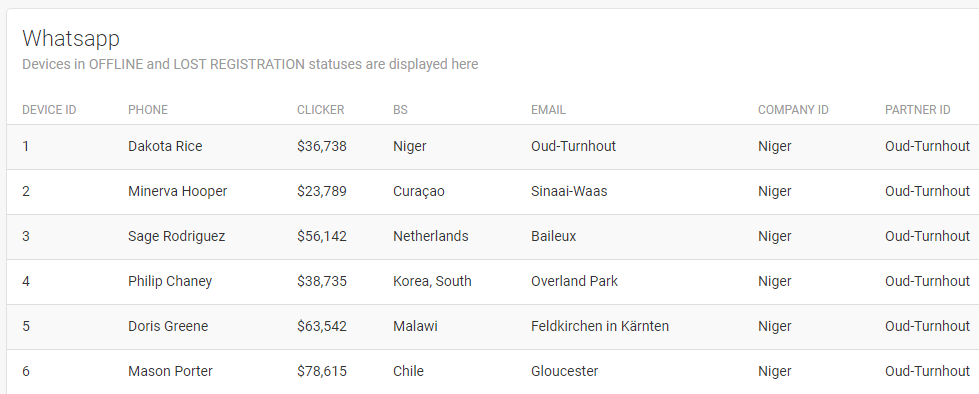 Whatsapp
Devices in OFFLINE and LOST REGISTRATION statuses are displayed here
DEVICE ID PHONE CLICKER BS EMAIL COMPANY ID PARTNER ID
1 Dakota Rice $36,738 Niger Oud-Turnhout Niger Oud-Turnhout
2 Minerva Hooper $23,789 Curaçao Sinaai-Waas Niger Oud-Turnhout
3 Sage Rodriguez $56,142 Netherlands Baileux Niger Oud-Turnhout
4 Philip Chaney $38,735 Korea, South Overland Park Niger Oud-Turnhout
5 Doris Greene $63,542 Malawi Feldkirchen in Kärnten Niger Oud-Turnhout
6 Mason Porter $78,615 Chile Gloucester Niger Oud-Turnhout